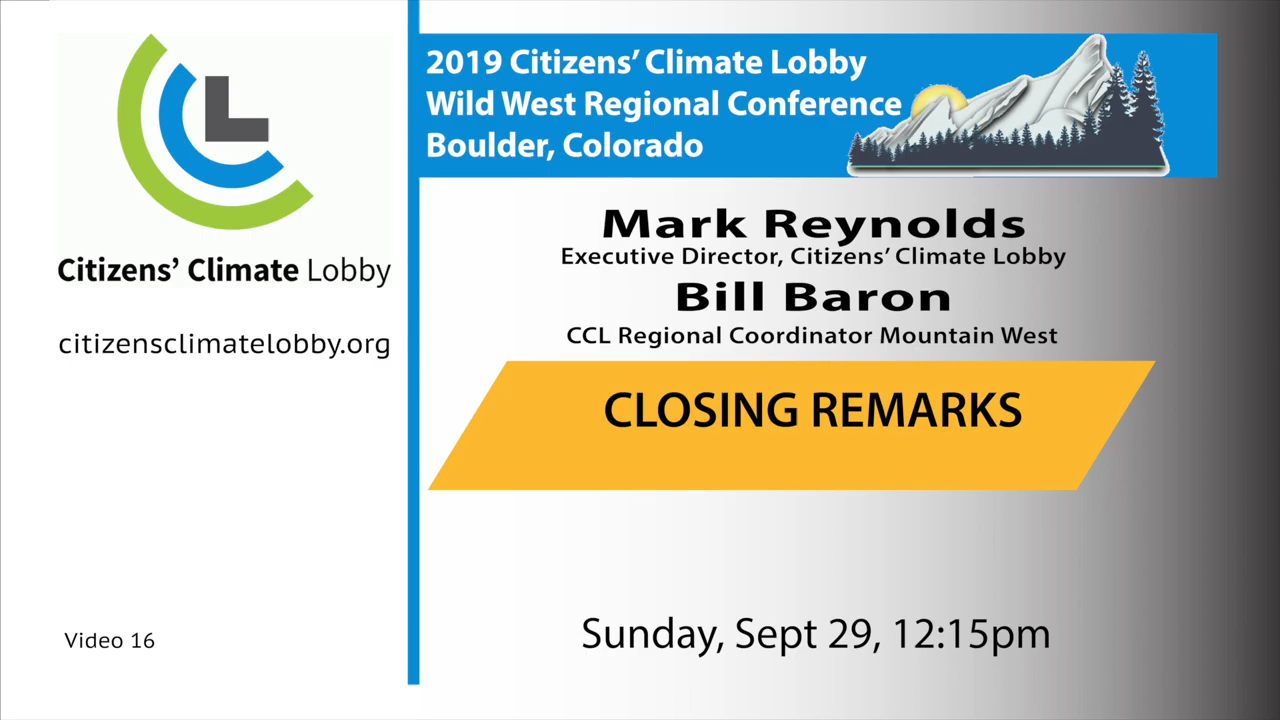 CL
Citizens’ Climate Lobby
citizensclimatelobby.org
Video 16
2019 Citizens’ Climate Lobby
Wild West Regional Conference
Boulder, Colorado
Mark Reynolds
Executive Director, Citizens’ Climate Lobby
Bill Baron
CCL Regional Coordinator Mountain West
CLOSING REMARKS
Sunday, Sept 29, 12:15pm